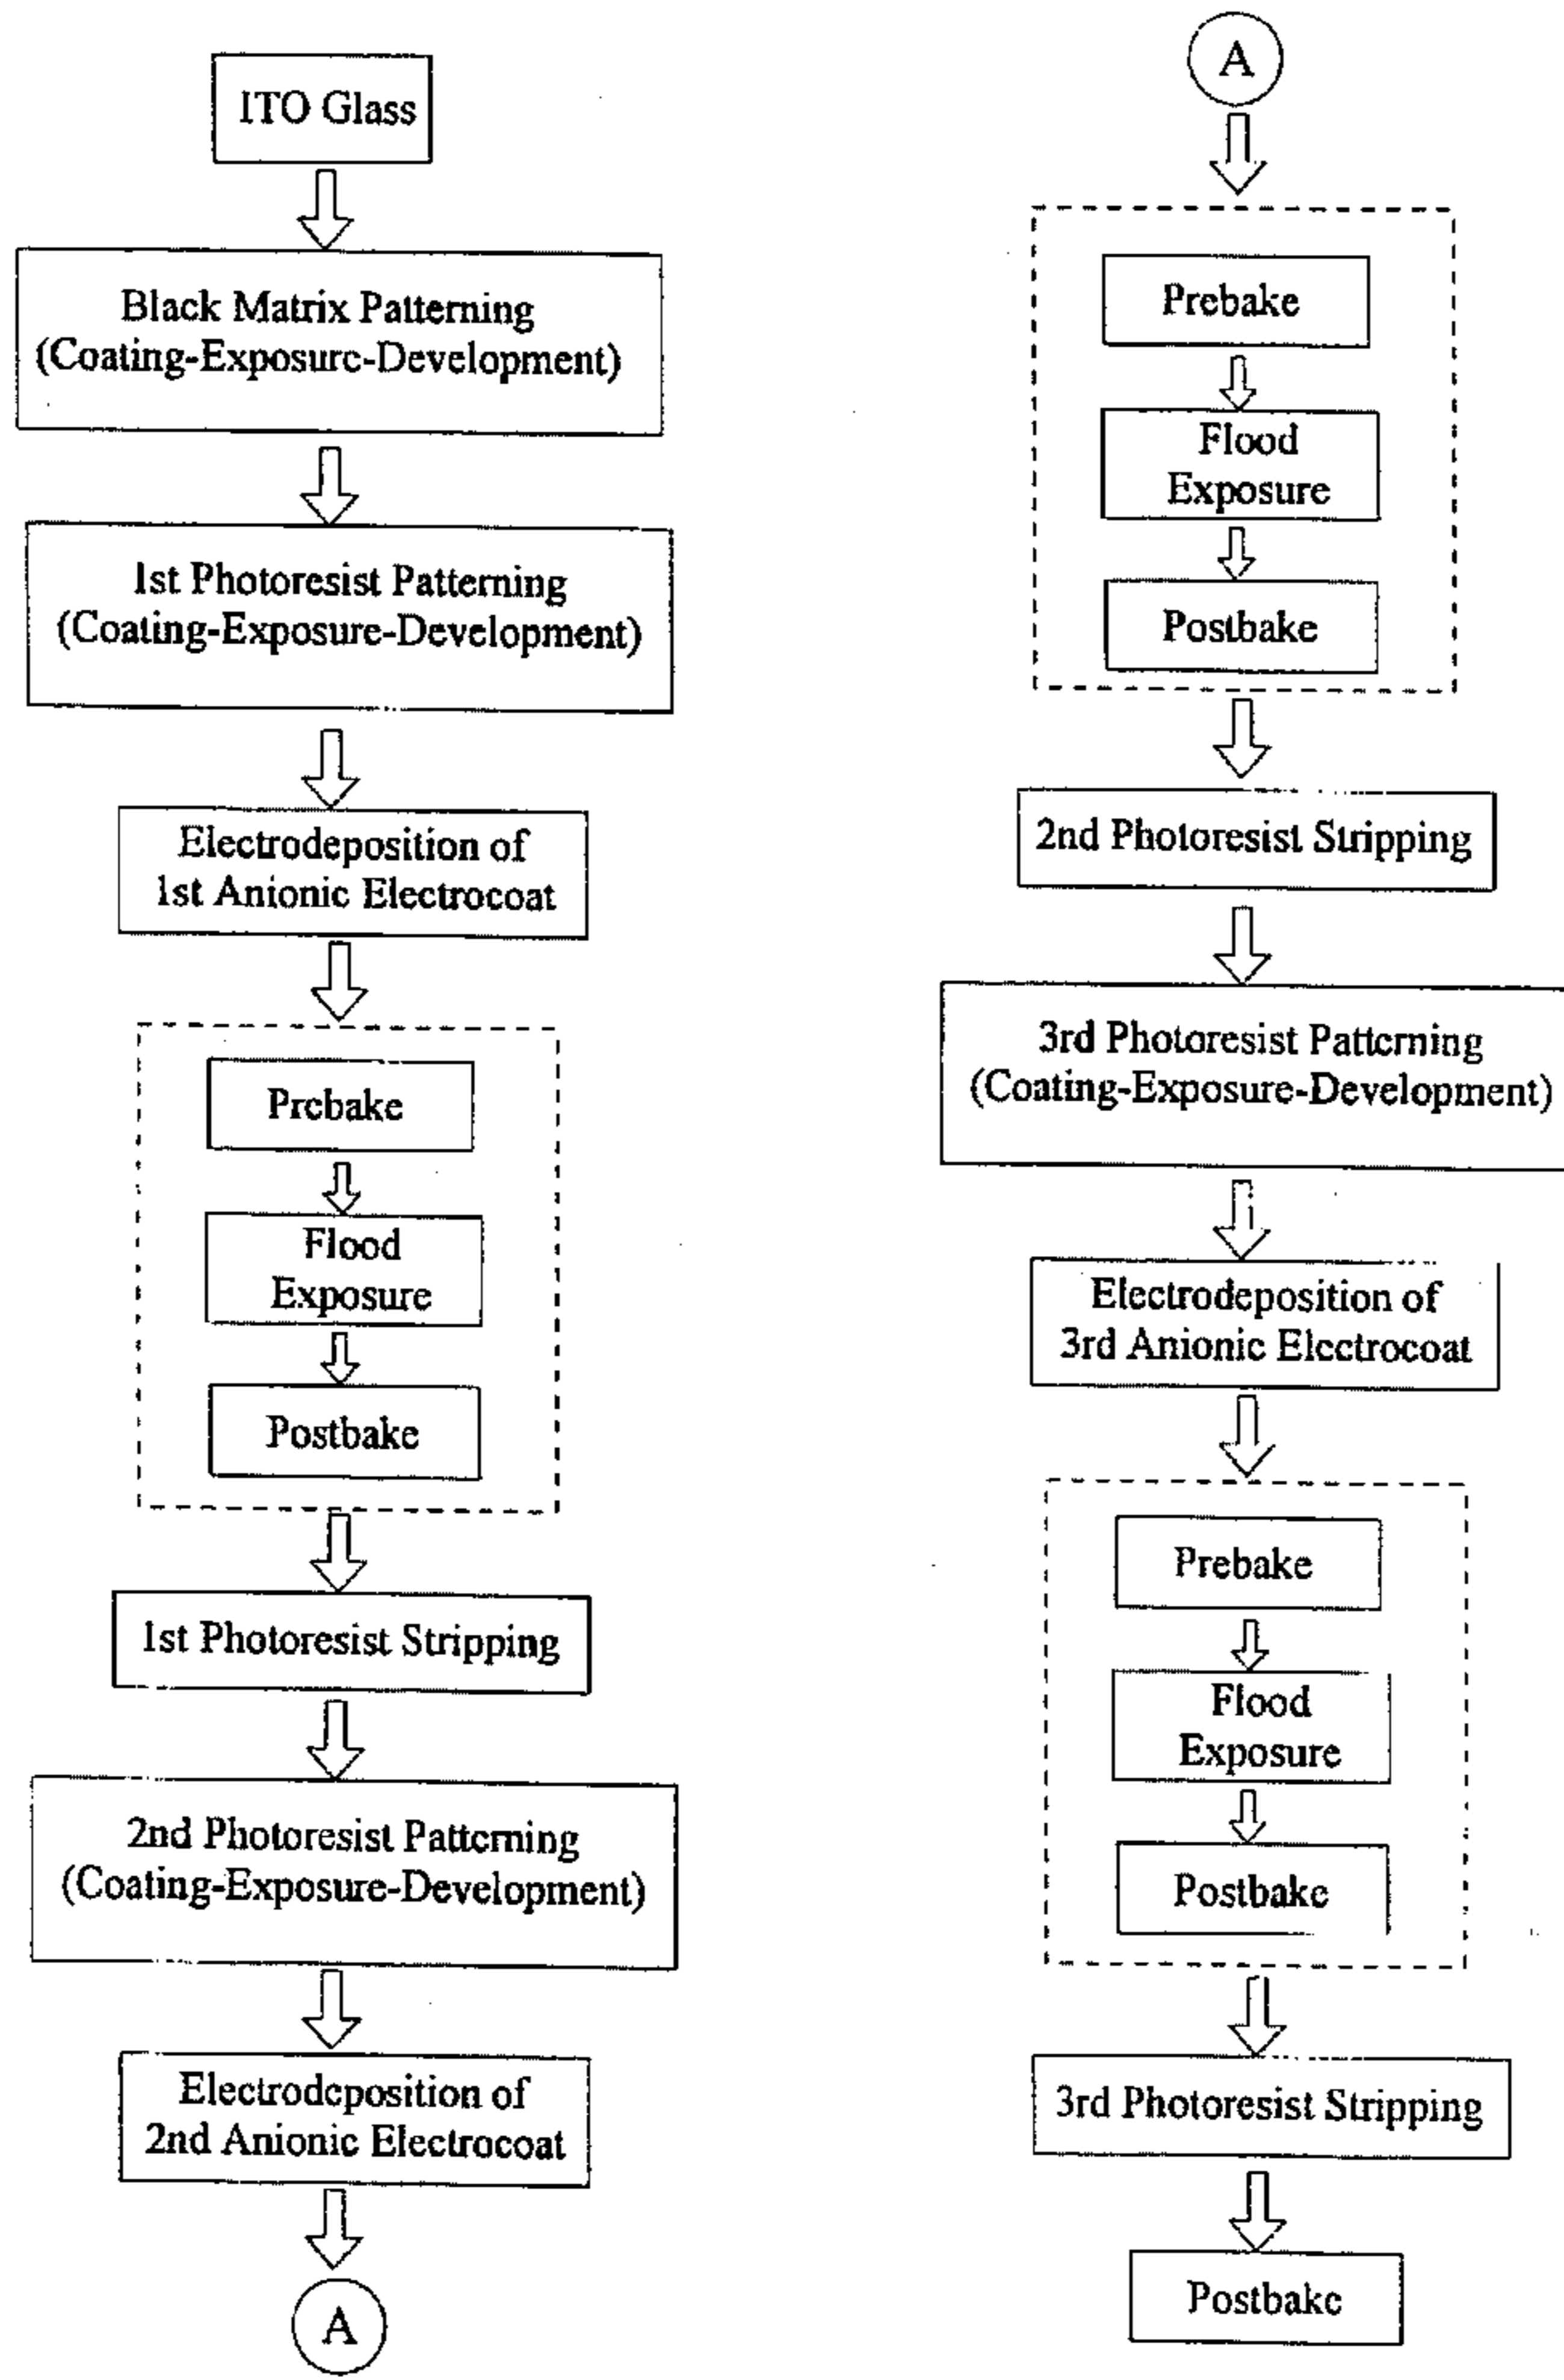 ITO Glass
Black Matrix Patterning
(Coating-Exposure-Development)
1st Photoresist Patterning
(Coating-Exposure-Development)
Electrodeposition of
1st Anionic Electrocoat
Prebake
Flood
Exposure
Postbake
1st Photoresist Stripping
2nd Photoresist Patterning
(Coating-Exposure-Development)
Electrodeposition of
2nd Anionic Electrocoat
A
A
Prebake
Flood
Exposure
Postbake
2nd Photoresist Stripping
3rd Photoresist Patterning
(Coating-Exposure-Development)
Electrodeposition of
3rd Anionic Electrocoat
Prebake
Flood
Exposure
Postbake
3rd Photoresist Stripping
Postbake